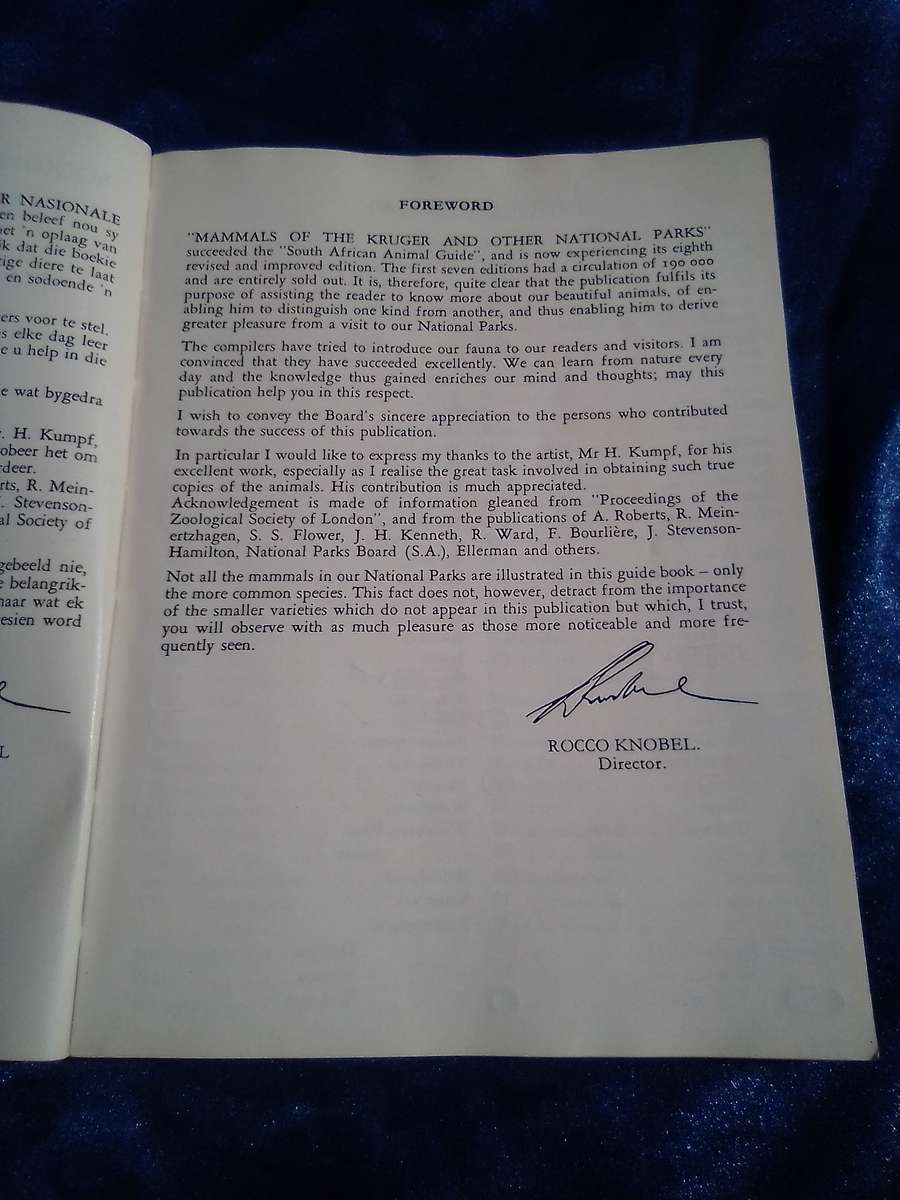 R NASIONALE
en beleef nou sy
et 'n oplaag van
k dat die boekie
tige diere te laat
en sodoende 'n
ers voor te stel.
s elke dag leer
e u help in die
e wat bygedra
. H. Kumpf,
obeer het om
deer.
rts, R. Mein-
. Stevenson-
al Society of
gebeeld nie,
e belangrik-
maar wat ek
esien word
L
FOREWORD
"MAMMALS OF THE KRUGER AND OTHER NATIONAL PARKS"
succeeded the "South African Animal Guide", and is now experiencing its eighth
revised and improved edition. The first seven editions had a circulation of 190 000
and are entirely sold out. It is, therefore, quite clear that the publication fulfils its
purpose of assisting the reader to know more about our beautiful animals, of en-
abling him to distinguish one kind from another, and thus enabling him to derive
greater pleasure from a visit to our National Parks.
The compilers have tried to introduce our fauna to our readers and visitors. I am
convinced that they have succeeded excellently. We can learn from nature every
day and the knowledge thus gained enriches our mind and thoughts; may this
publication help you in this respect.
I wish to convey the Board's sincere appreciation to the persons who contributed
towards the success of this publication.
In particular I would like to express my thanks to the artist, Mr H. Kumpf, for his
excellent work, especially as I realise the great task involved in obtaining such true
copies of the animals. His contribution is much appreciated.
Acknowledgement is made of information gleaned from "Proceedings of the
Zoological Society of London", and from the publications of A. Roberts, R. Mein-
ertzhagen, S. S. Flower, J. H. Kenneth, R. Ward, F. Bourlière, J. Stevenson-
Hamilton, National Parks Board (S.A.), Ellerman and others.
Not all the mammals in our National Parks are illustrated in this guide book – only
the more common species. This fact does not, however, detract from the importance
of the smaller varieties which do not appear in this publication but which, I trust,
you will observe with as much pleasure as those more noticeable and more fre-
quently seen.
ROCCO KNOBEL.
Director.